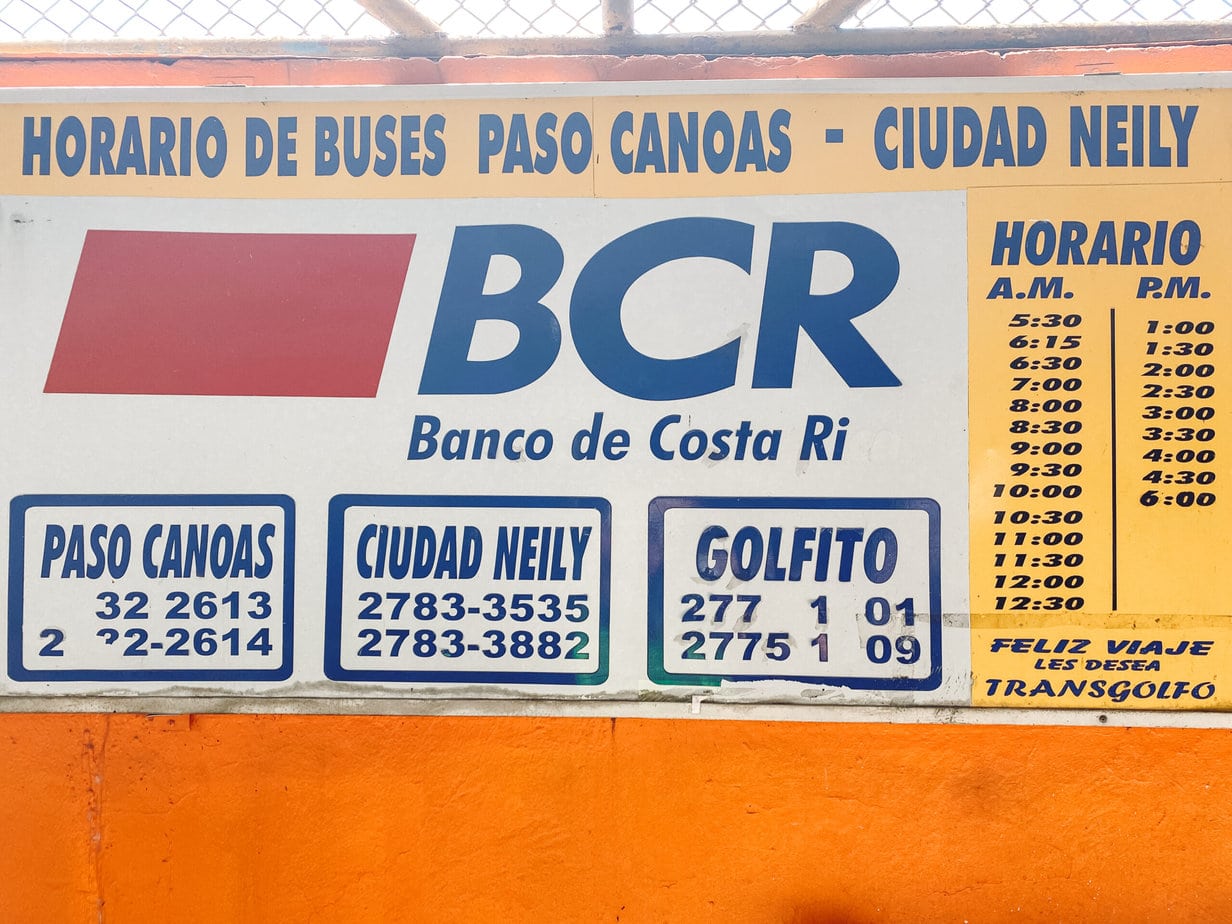 HORARIO DE BUSES PASO CANOAS - CIUDAD NEILY
BCR
Banco de Costa Ri
PASO CANOAS
32 2613
2 32-2614
CIUDAD NEILY
2783-3535
2783-3882
GOLFITO
277 1 01
2775 1 09
HORARIO
A.M. P.M.
5:30 1:00
6:15 1:30
6:30 2:00
7:00 2:30
8:00 3:00
8:30 3:30
9:00 4:00
9:30 4:30
10:00 6:00
10:30
11:00
11:30
12:00
12:30
FELIZ VIAJE
LES DESEA
TRANSGOLFO